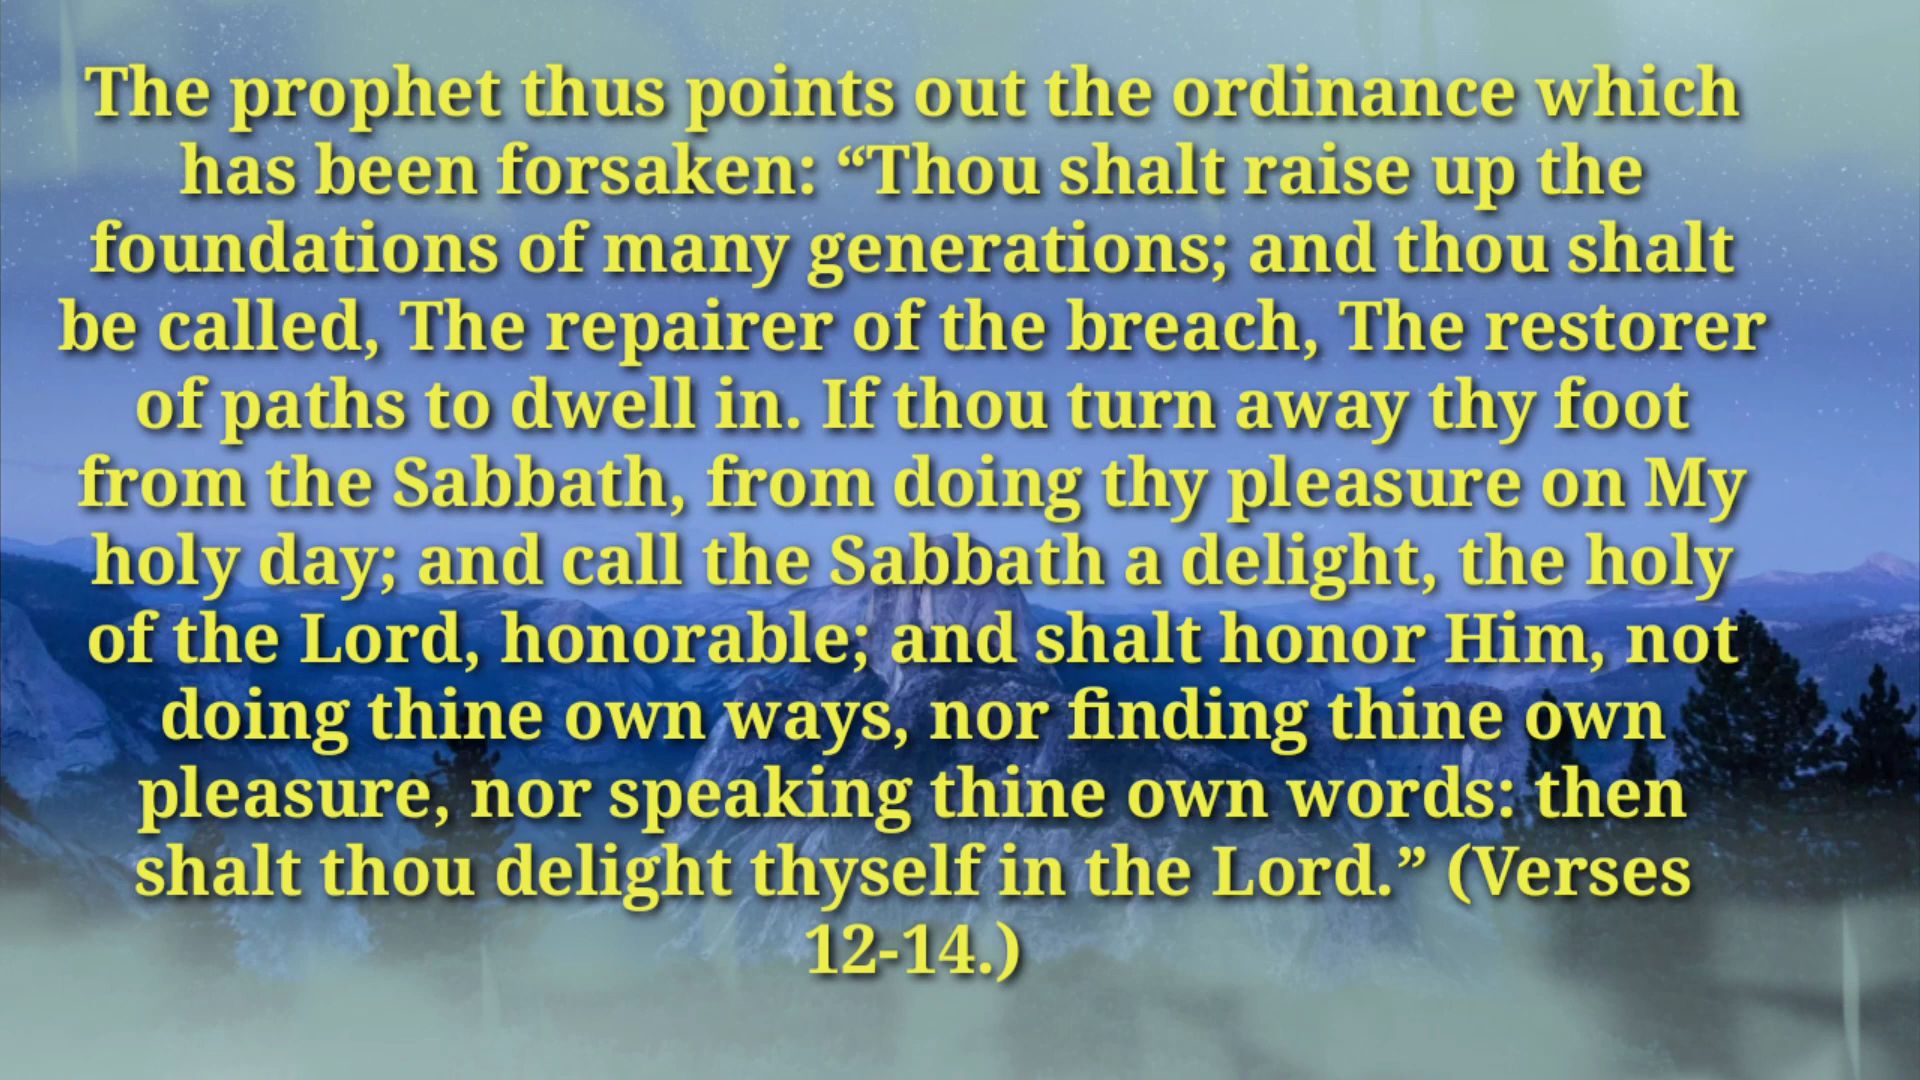 The prophet thus points out the ordinance which
has been forsaken: “Thou shalt raise up the
foundations of many generations; and thou shalt
be called, The repairer of the breach, The restorer
of paths to dwell in. If thou turn away thy foot
from the Sabbath, from doing thy pleasure on My
holy day; and call the Sabbath a delight, the holy
of the Lord, honorable; and shalt honor Him, not
doing thine own ways, nor finding thine own
pleasure, nor speaking thine own words: then
shalt thou delight thyself in the Lord.” (Verses
12-14.)